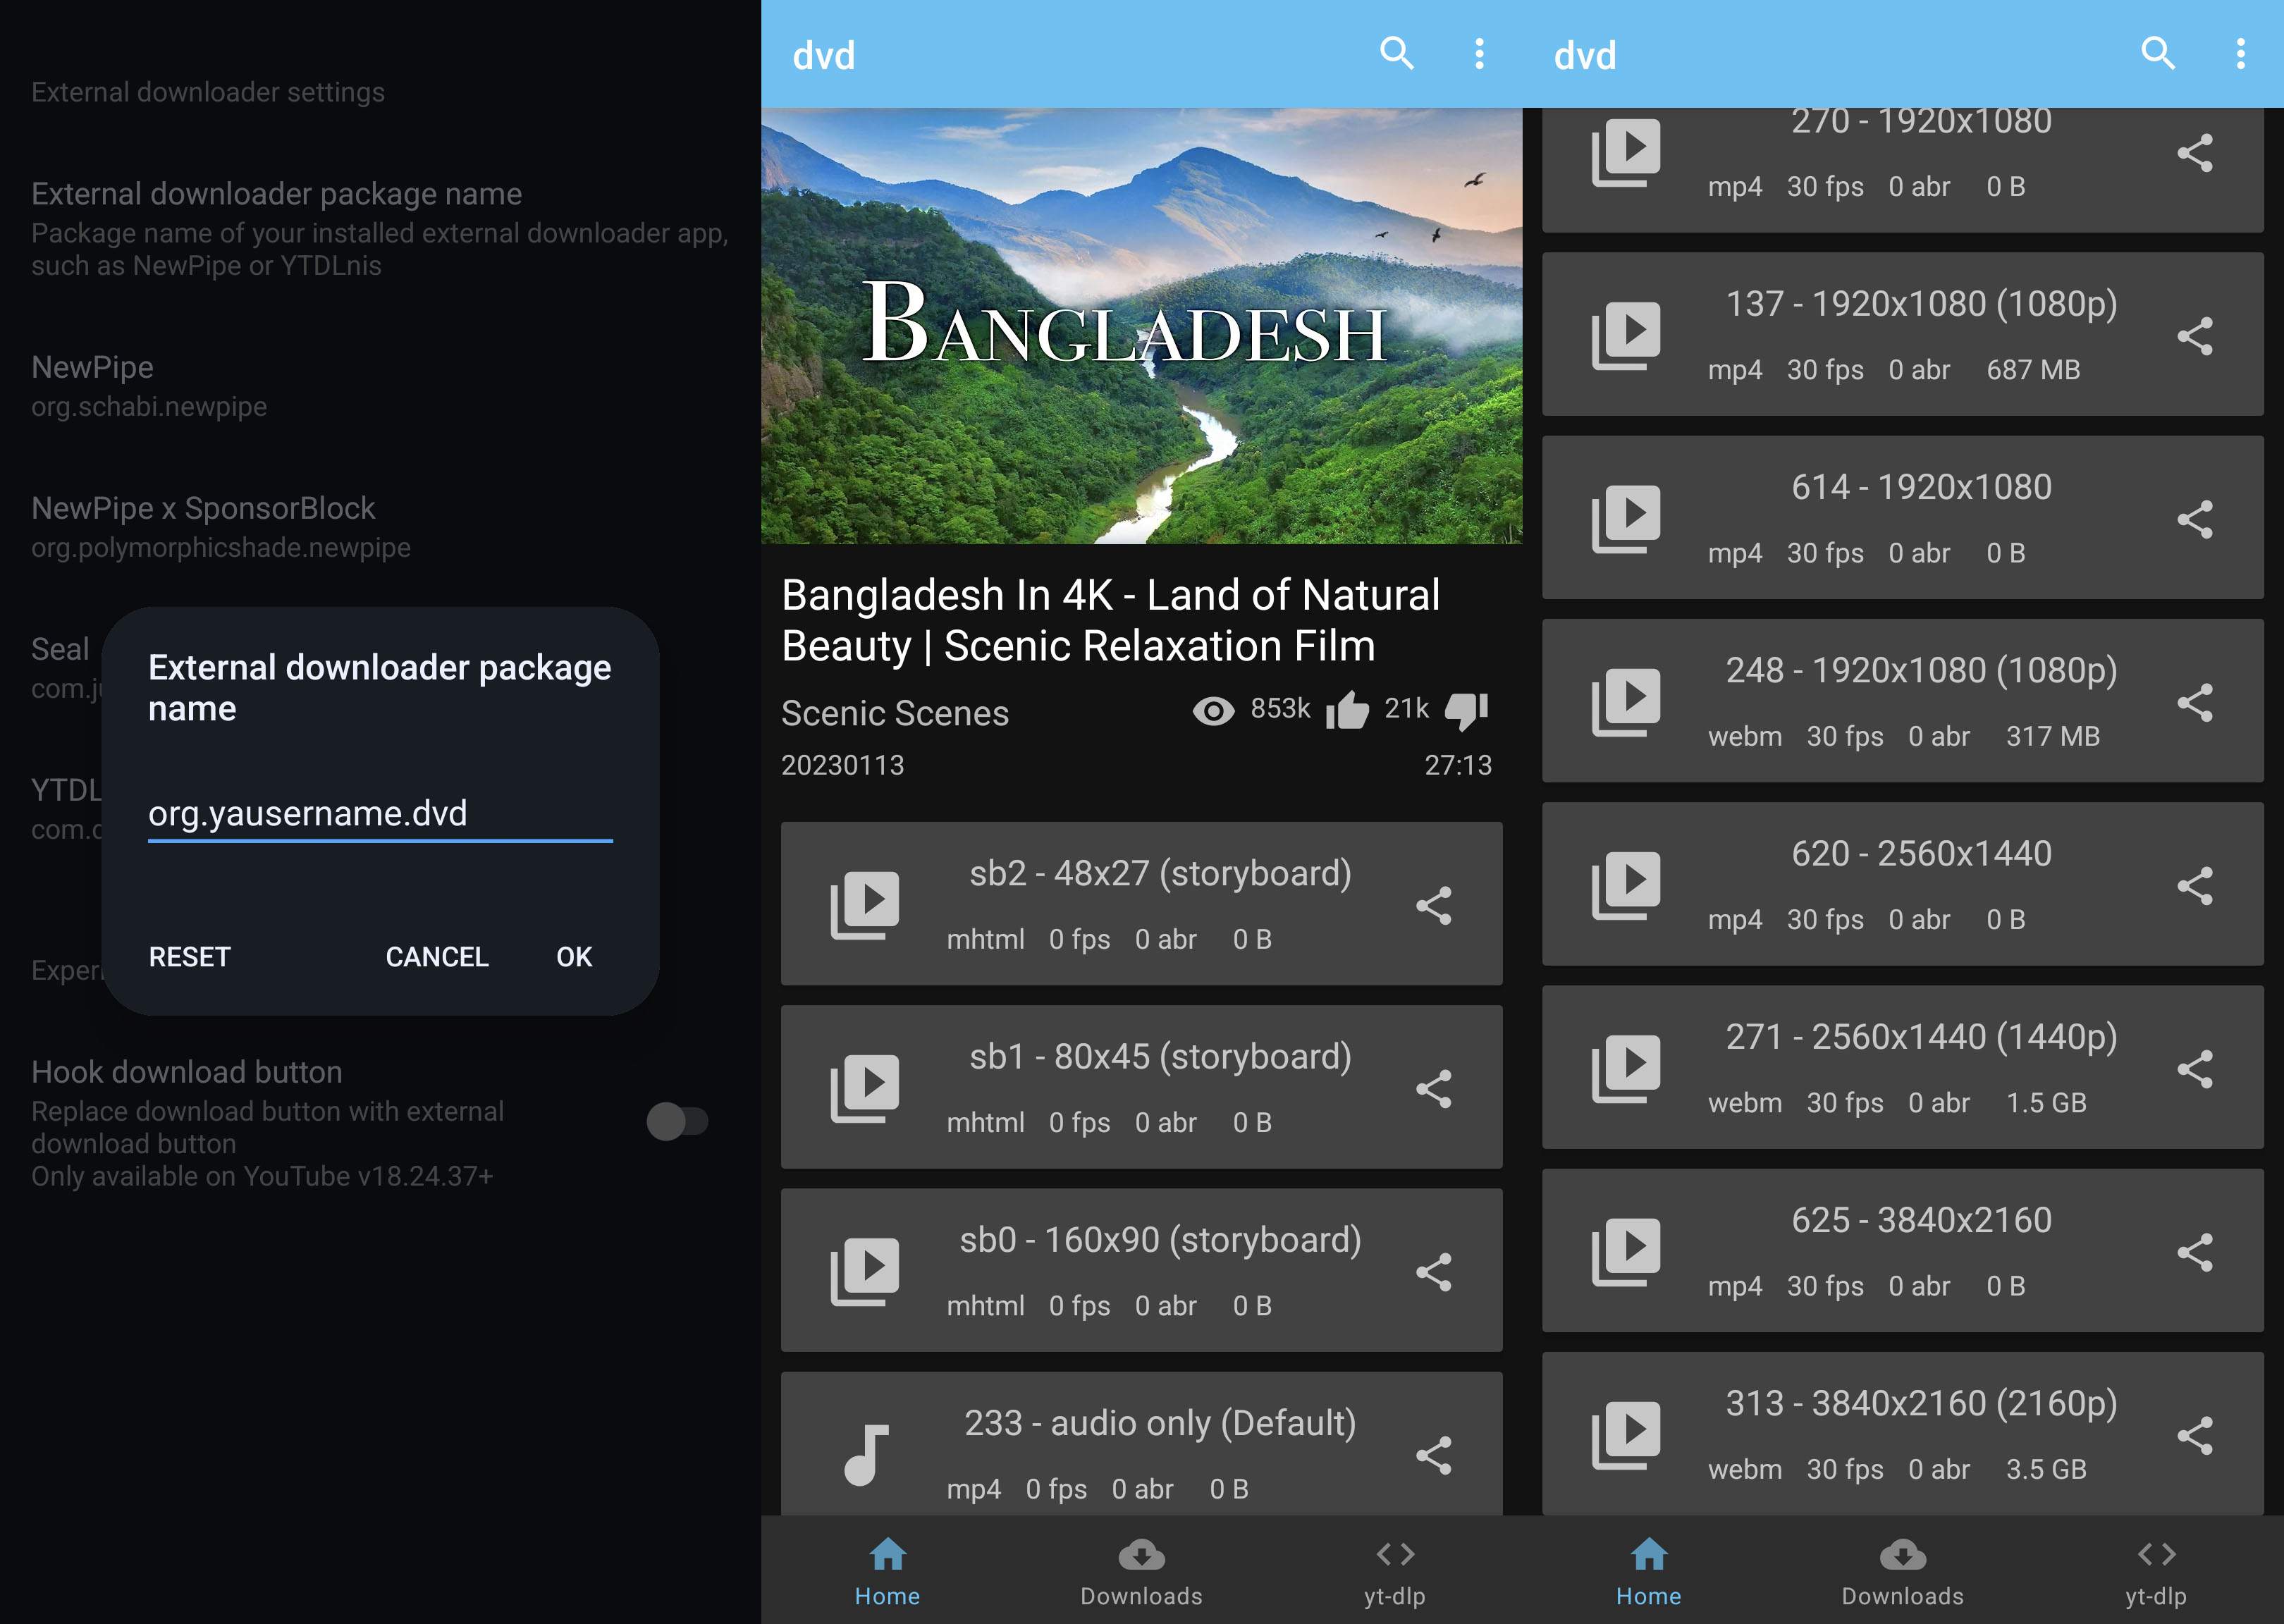 External downloader settings
External downloader package name
Package name of your installed external downloader app,
such as NewPipe or YTDLnis
NewPipe
org.schabi.newpipe
NewPipe x SponsorBlock
org.polymorphicshade.newpipe
Seal
YTDL
External downloader package
name
org.yausername.dvd
RESET CANCEL OK
Hook download button
Replace download button with external
download button
Only available on YouTube v18.24.37+
dvd
BANGLADESH
Bangladesh In 4K - Land of Natural
Beauty | Scenic Relaxation Film
Scenic Scenes 853k 21k
20230113 27:13
sb2 - 48x27 (storyboard)
mhtml 0 fps 0 abr 0 B
sb1 - 80x45 (storyboard)
mhtml 0 fps 0 abr 0 B
sb0 - 160x90 (storyboard)
mhtml 0 fps 0 abr 0 B
233 - audio only (Default)
mp4 0 fps 0 abr 0 B
Home Downloads yt-dlp
dvd
270 - 1920x1080
mp4 30 fps 0 abr 0 B
137 - 1920x1080 (1080p)
mp4 30 fps 0 abr 687 MB
614 - 1920x1080
mp4 30 fps 0 abr 0 B
248 - 1920x1080 (1080p)
webm 30 fps 0 abr 317 MB
620 - 2560x1440
mp4 30 fps 0 abr 0 B
271 - 2560x1440 (1440p)
webm 30 fps 0 abr 1.5 GB
625 - 3840x2160
mp4 30 fps 0 abr 0 B
313 - 3840x2160 (2160p)
webm 30 fps 0 abr 3.5 GB
Home Downloads yt-dlp